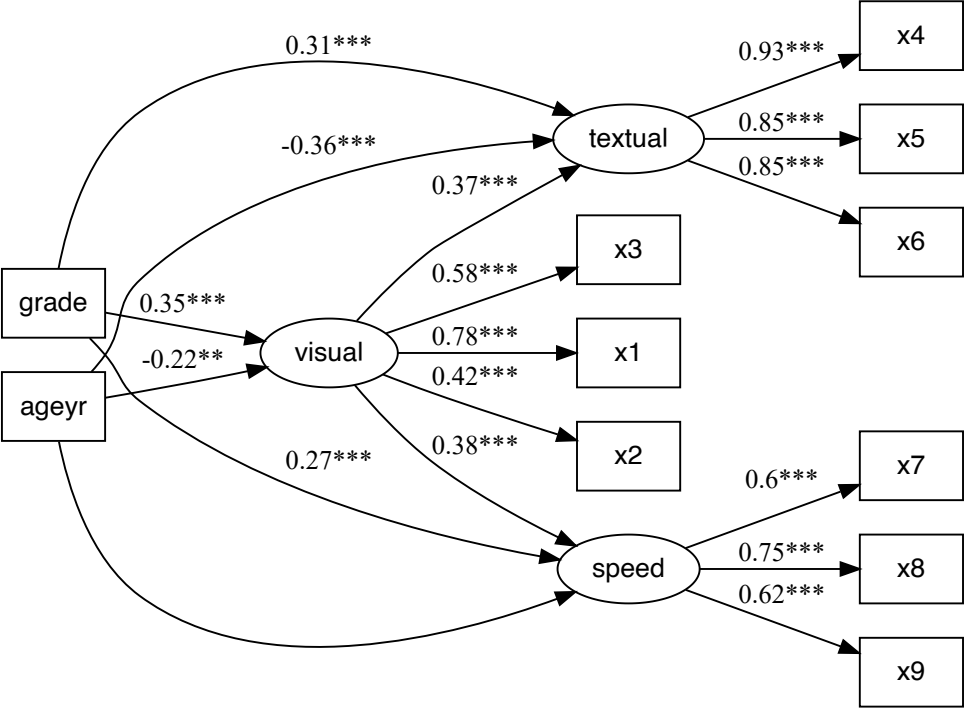 x4
0.31***
0.93***
textual
x5
0.85***
-0.36***
0.85***
0.37***
x6
x3
0.58***
grade
0.35***
0.78***
visual
x1
-0.22**
0.42***
ageyr
0.38***
x2
0.27***
x7
0.6***
0.75***
speed
x8
0.62***
x9